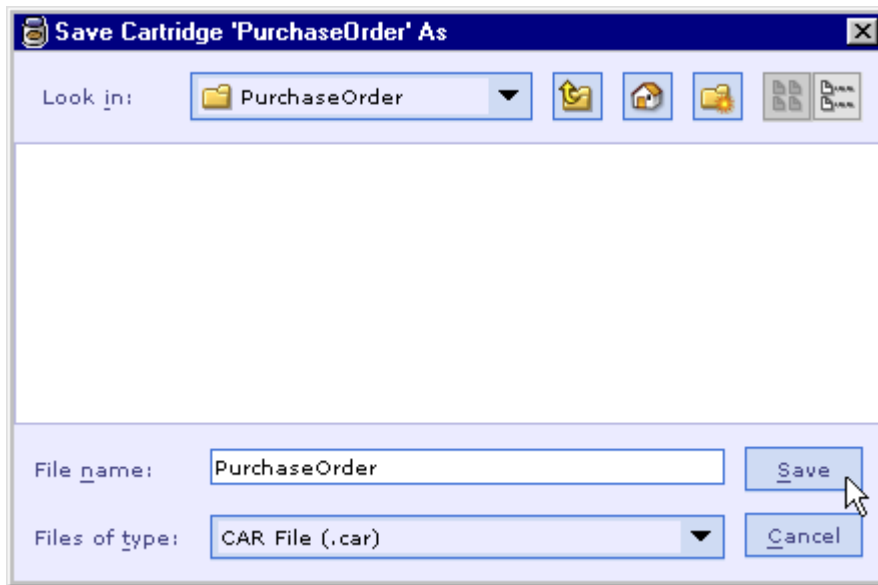 Save Cartridge 'PurchaseOrder' As
Look in: PurchaseOrder
File name: PurchaseOrder Save
Files of type: CAR File (.car) Cancel